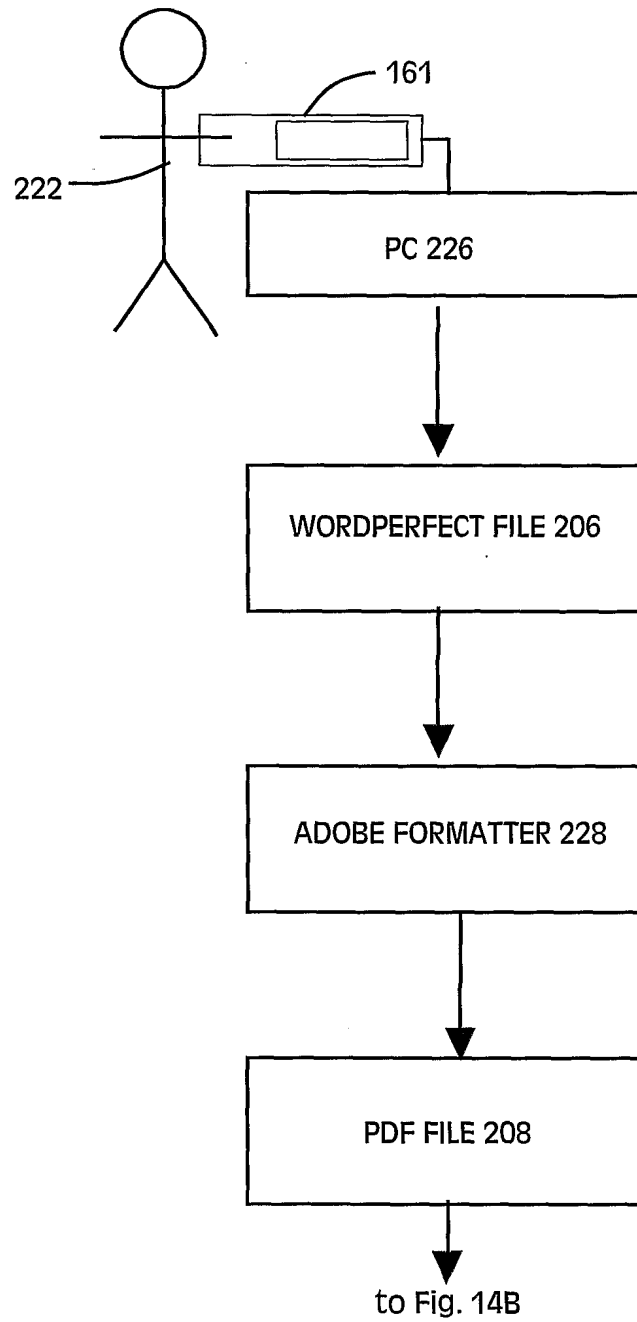 161
222
PC 226
WORDPERFECT FILE 206
ADOBE FORMATTER 228
PDF FILE 208
to Fig. 14B